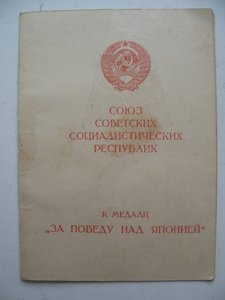 СОЮЗ
СОВЕТСКИХ
СОЦИАЛИСТИЧЕСКИХ
РЕСПУБЛИК
К МЕДАЛИ
„ЗА ПОБЕДУ НАД ЯПОНИЕЙ“